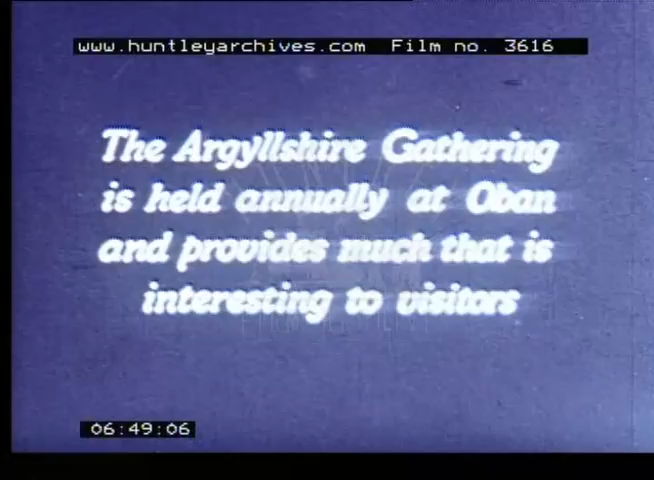 www.huntleyarchives.com Film no. 3616
The Argyllshire Gathering
is held annually at Oban
and provides much that is
interesting to visitors
06:49:06